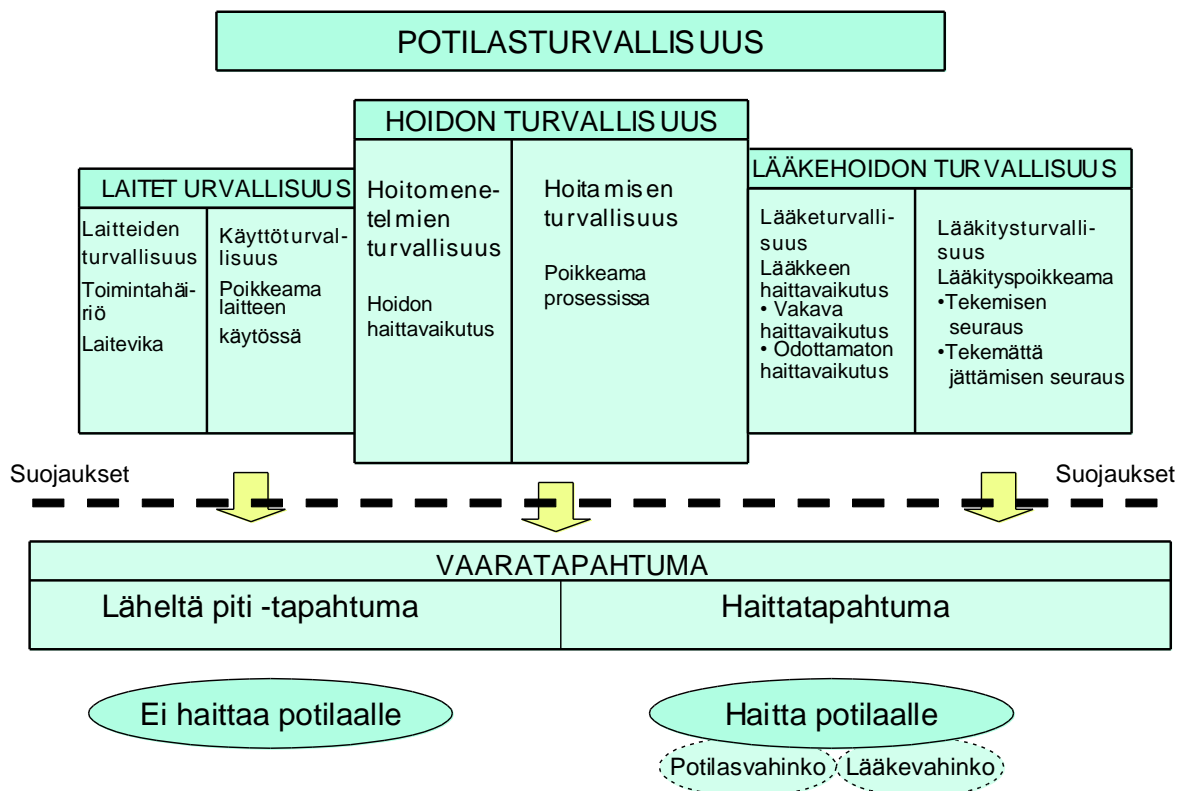 POTILASTURVALLISUUS
HOIDON TURVALLISUUS
Hoitomene-
telmien
turvallisuus
Hoidon
haittavaikutus
Hoitamisen
turvallisuus
Poikkeama
prosessissa
LAITETURVALLISUUS
Laitteiden
turvallisuus
Toimintahäi-
riö
Laitevika
Käyttöturval-
lisuus
Poikkeama
laitteen
käytössä
LÄÄKEHOIDON TURVALLISUUS
Lääketurvalli-
suus
Lääkkeen
haittavaikutus
• Vakava
haittavaikutus
• Odottamaton
haittavaikutus
Lääkitysturvalli-
suus
Lääkityspoikkeama
•Tekemisen
seuraus
•Tekemättä
jättämisen seuraus
Suojaukset
Suojaukset
VAARATAPAHTUMA
Läheltä piti -tapahtuma
Haittatapahtuma
Ei haittaa potilaalle
Haitta potilaalle
Potilasvahinko
Lääkevahinko